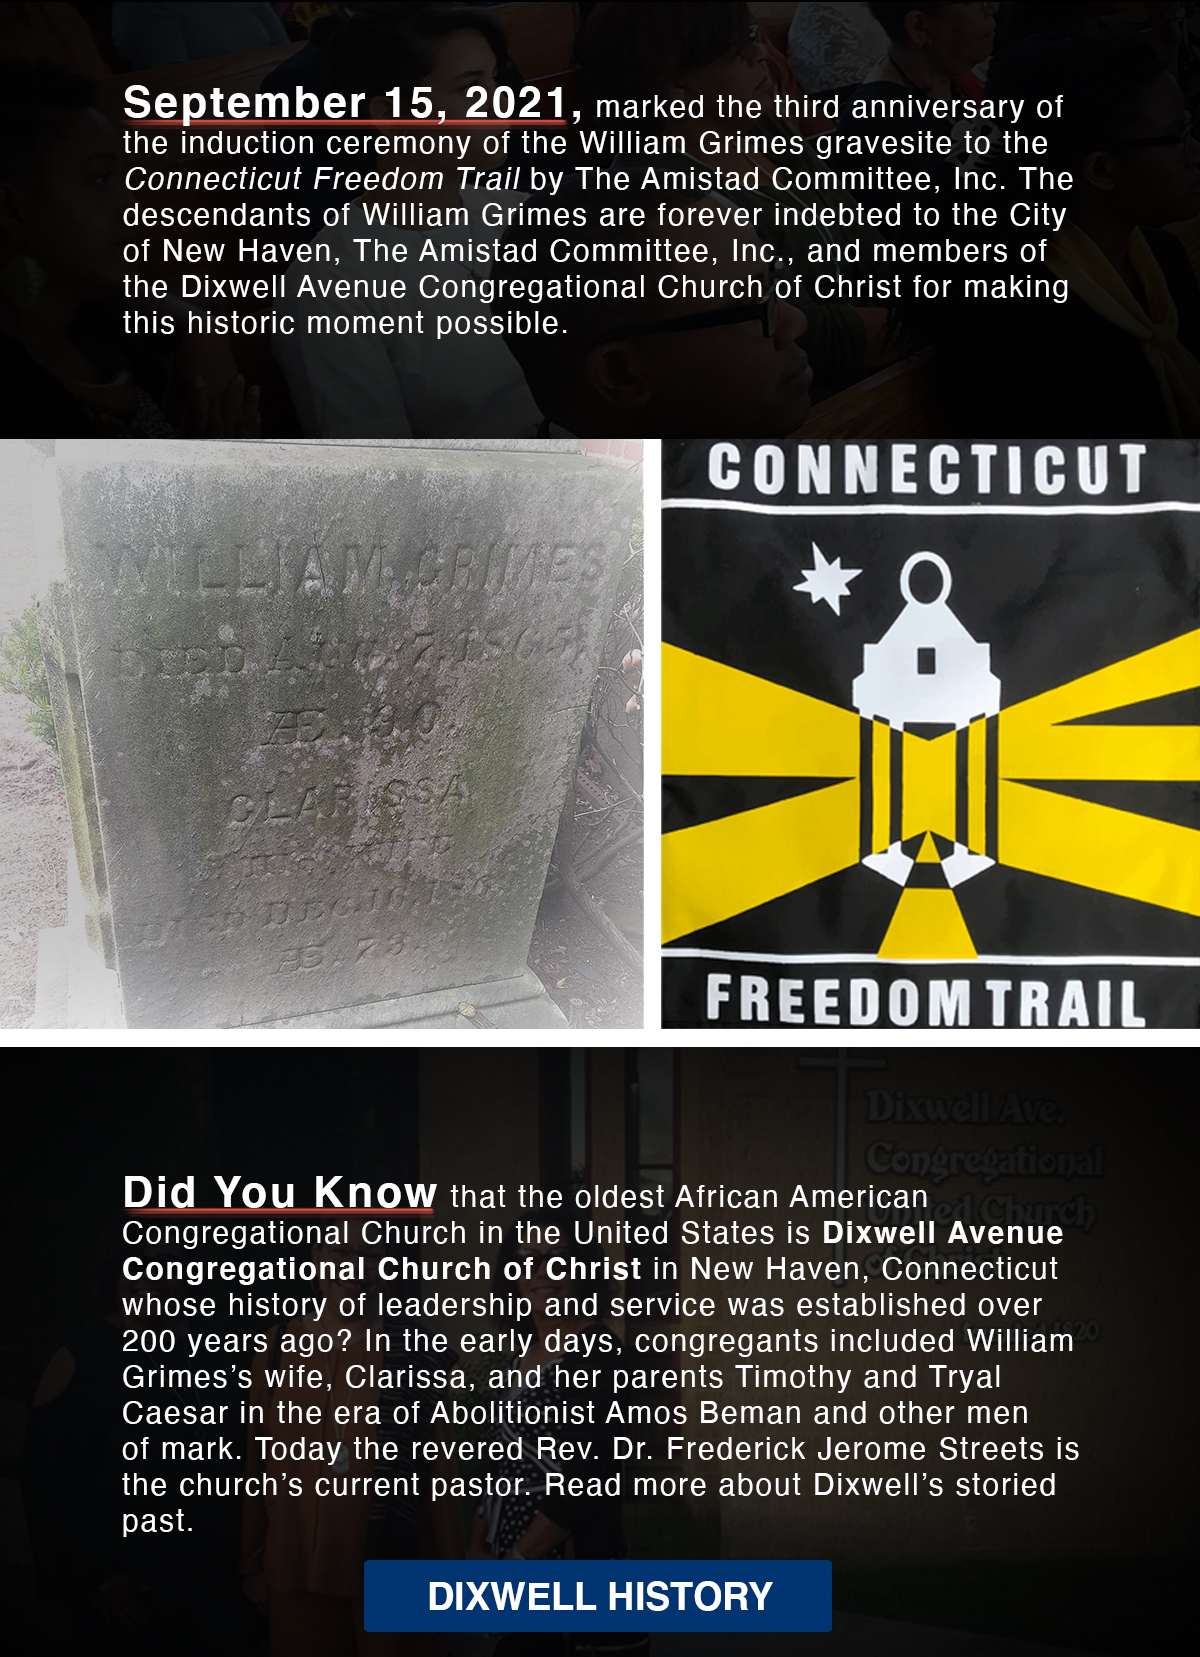 September 15, 2021, marked the third anniversary of
the induction ceremony of the William Grimes gravesite to the
Connecticut Freedom Trail by The Amistad Committee, Inc. The
descendants of William Grimes are forever indebted to the City
of New Haven, The Amistad Committee, Inc., and members of
the Dixwell Avenue Congregational Church of Christ for making
this historic moment possible.
WILLIAM GRIMES
DIED AUG. 17, 1865,
Æ. 80.
CLARISSA
DIED DEC. 16, 
Æ. 73.
CONNECTICUT
FREEDOM TRAIL
Dixwell Ave.
Congregational
United Church
of Christ
1820
Did You Know that the oldest African American
Congregational Church in the United States is Dixwell Avenue
Congregational Church of Christ in New Haven, Connecticut
whose history of leadership and service was established over
200 years ago? In the early days, congregants included William
Grimes’s wife, Clarissa, and her parents Timothy and Tryal
Caesar in the era of Abolitionist Amos Beman and other men
of mark. Today the revered Rev. Dr. Frederick Jerome Streets is
the church’s current pastor. Read more about Dixwell’s storied
past.
DIXWELL HISTORY